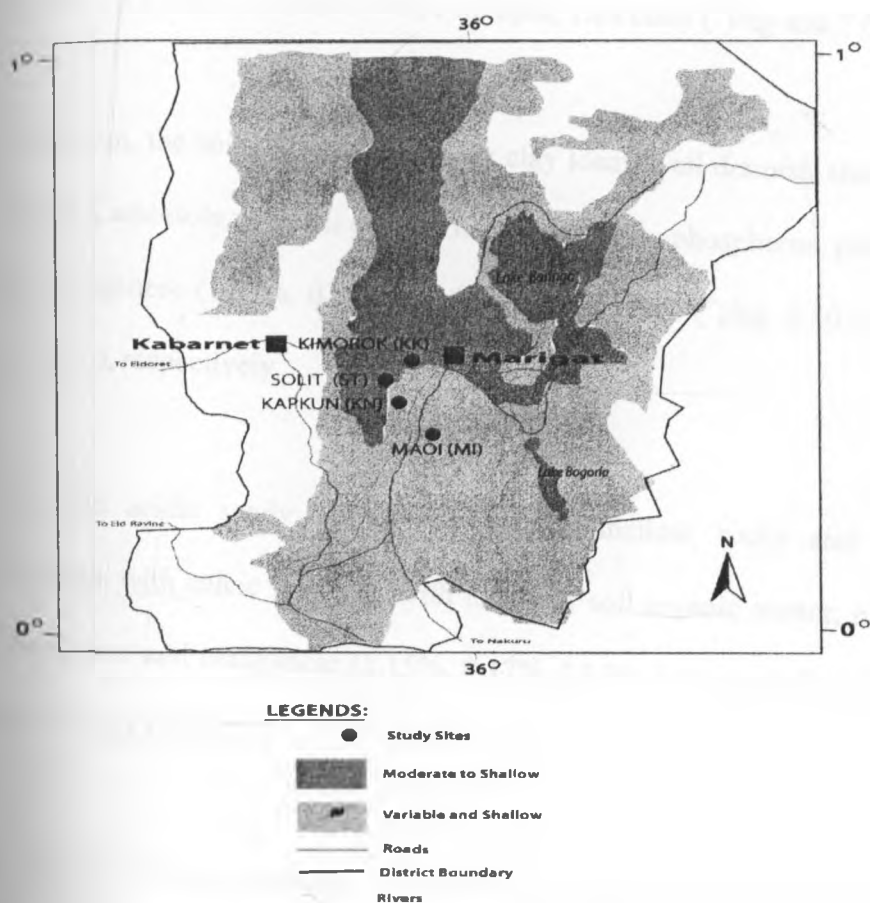 36°
1°
1°
Lake Baringo
Kabarnet
KIMOROK (KK)
Marigat
To Eldoret
SOLIT (ST)
KAPKUN (KN)
MAOI (MI)
Lake Bogoria
To Eld Ravine
N
0°
0°
To Nakuru
36°
LEGENDS:
Study Sites
Moderate to Shallow
Variable and Shallow
Roads
District Boundary
Rivers